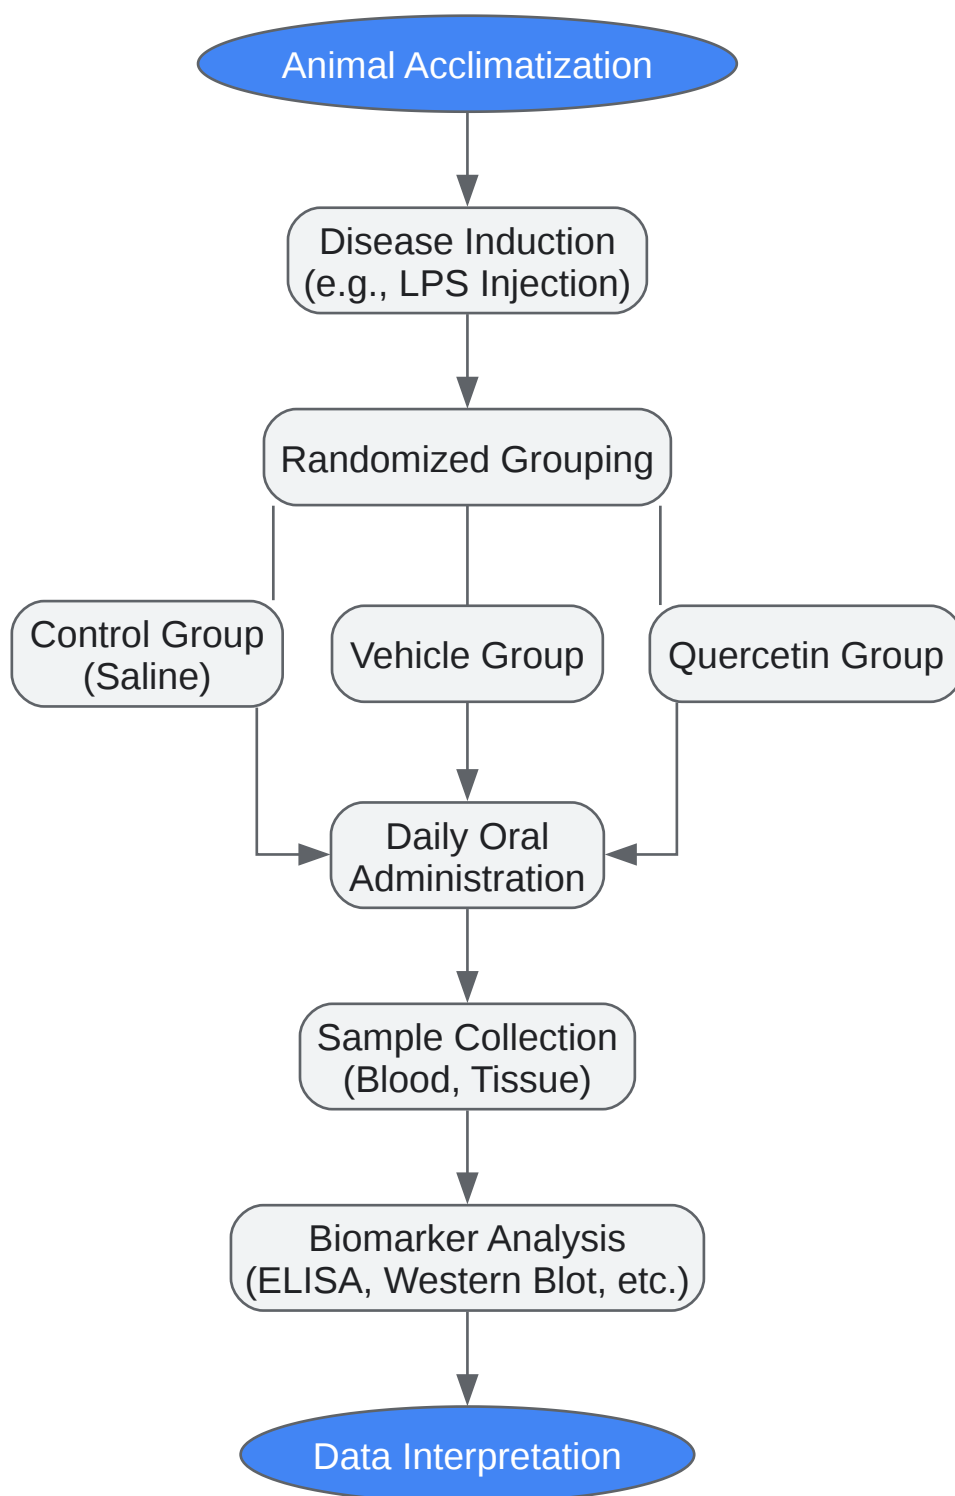 Animal Acclimatization
Disease Induction
(e.g., LPS Injection)
Randomized Grouping
Control Group
(Saline)
Vehicle Group
Quercetin Group
Daily Oral
Administration
Sample Collection
(Blood, Tissue)
Biomarker Analysis
(ELISA, Western Blot, etc.)
Data Interpretation